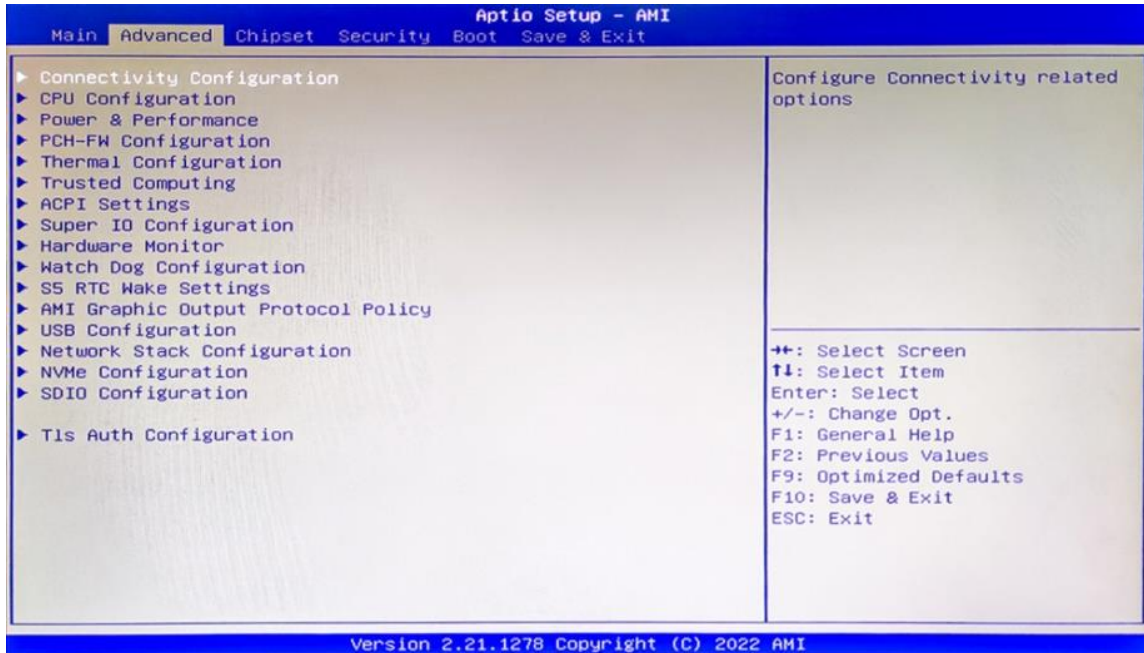 Aptio Setup - AMI
Main Advanced Chipset Security Boot Save & Exit
▶ Connectivity Configuration
▶ CPU Configuration
▶ Power & Performance
▶ PCH-FW Configuration
▶ Thermal Configuration
▶ Trusted Computing
▶ ACPI Settings
▶ Super IO Configuration
▶ Hardware Monitor
▶ Watch Dog Configuration
▶ S5 RTC Wake Settings
▶ AMI Graphic Output Protocol Policy
▶ USB Configuration
▶ Network Stack Configuration
▶ NVMe Configuration
▶ SDIO Configuration
▶ Tls Auth Configuration
Configure Connectivity related
options
→←: Select Screen
↑↓: Select Item
Enter: Select
+/-: Change Opt.
F1: General Help
F2: Previous Values
F9: Optimized Defaults
F10: Save & Exit
ESC: Exit
Version 2.21.1278 Copyright (C) 2022 AMI